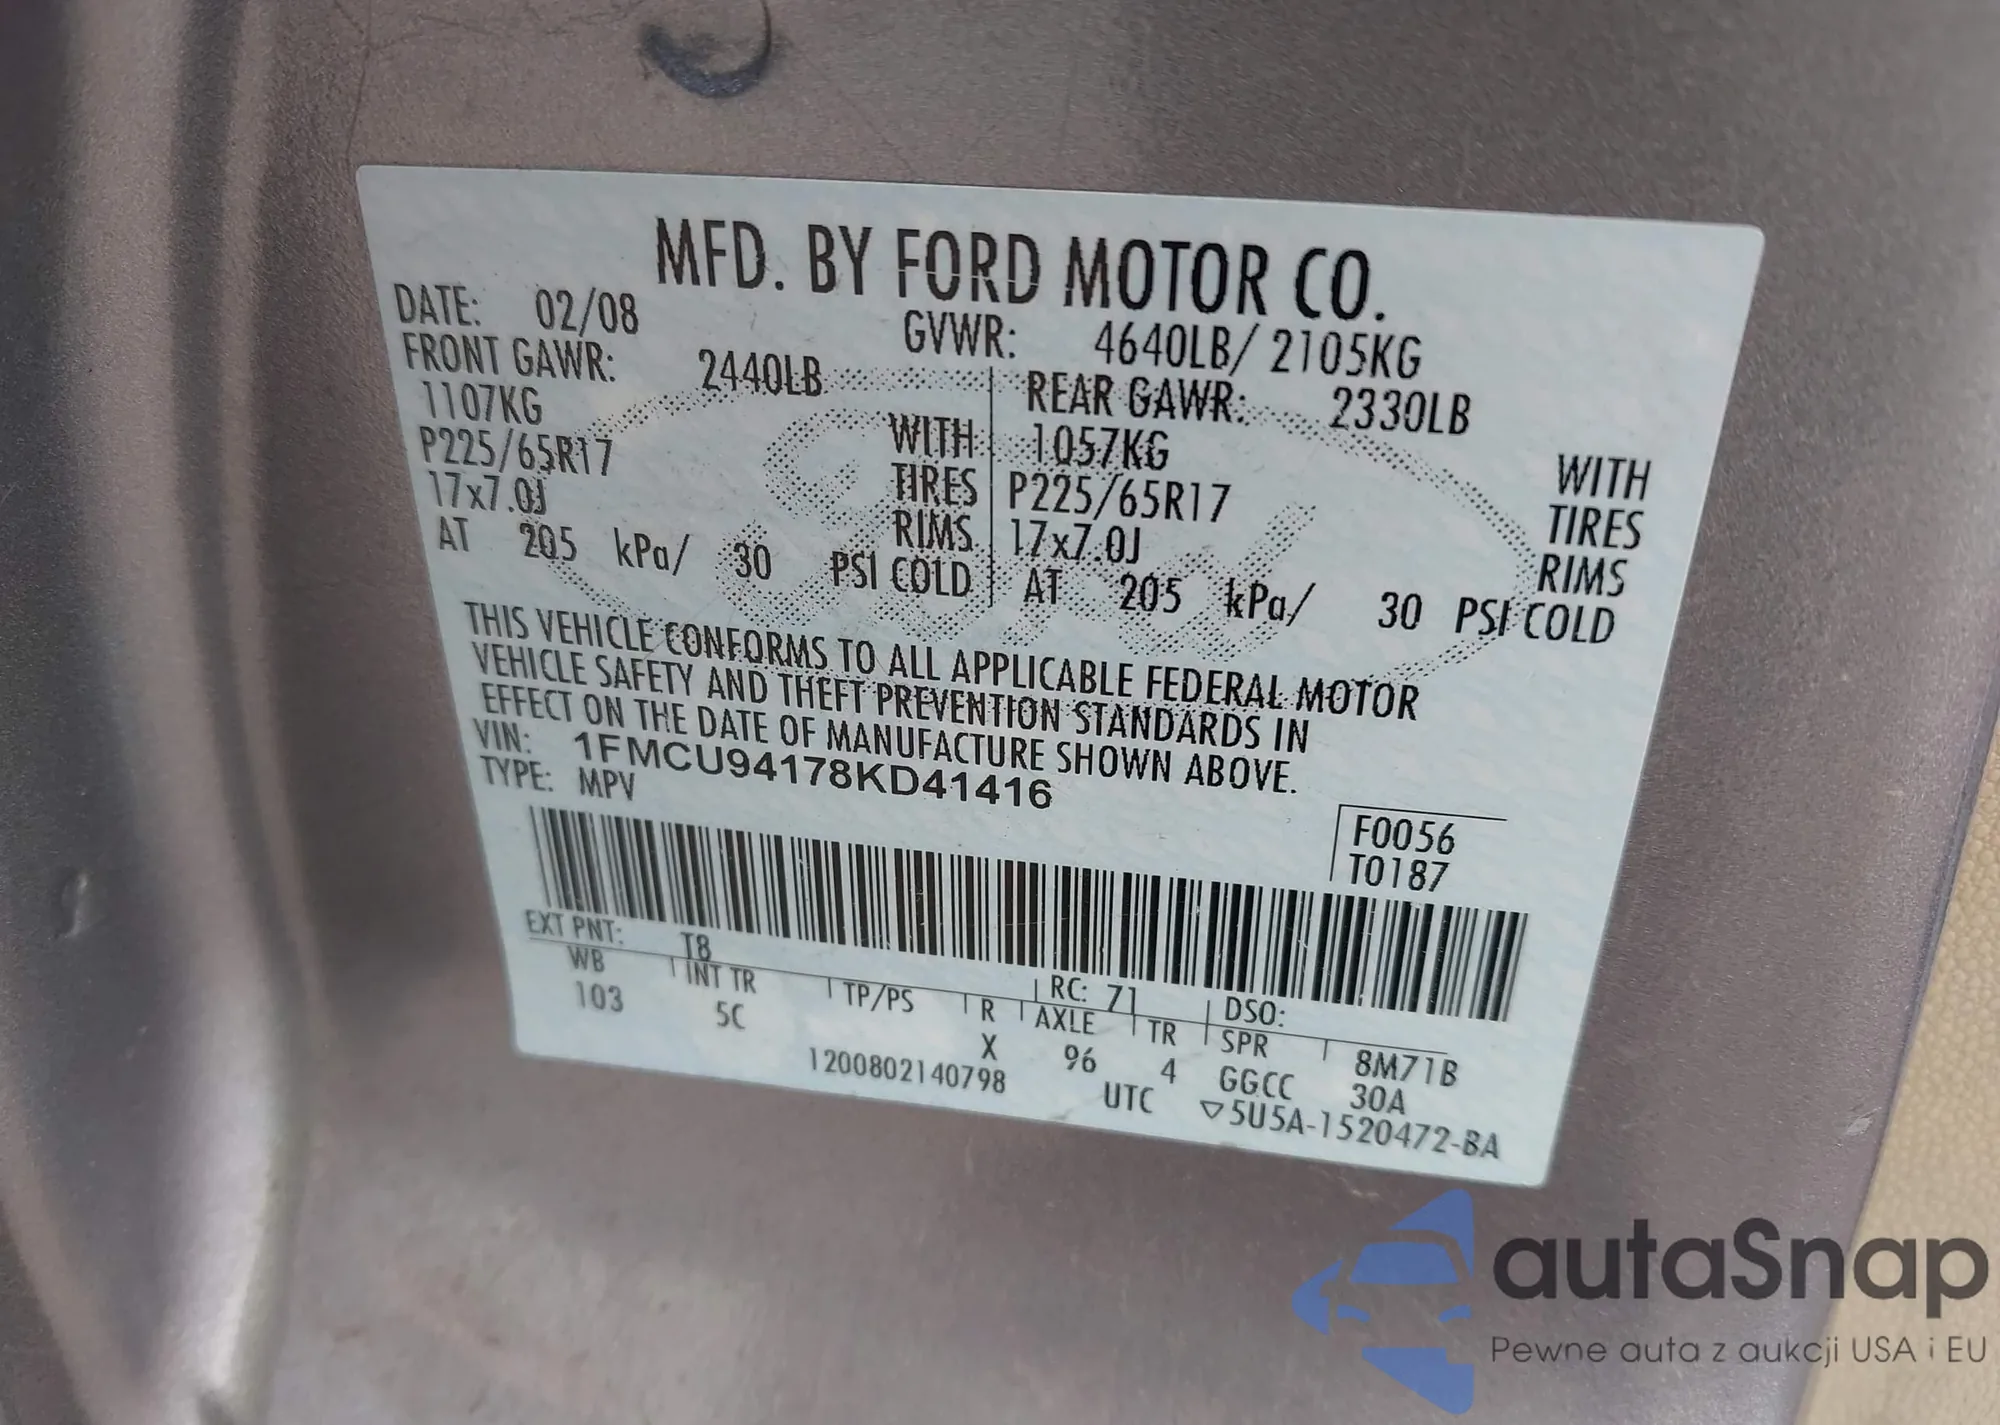 MFD. BY FORD MOTOR CO.
DATE: 02/08 GVWR: 4640LB/ 2105KG
FRONT GAWR: 2440LB REAR GAWR: 2330LB
1107KG WITH 1057KG WITH
P225/65R17 TIRES P225/65R17 TIRES
17x7.0J RIMS 17x7.0J RIMS
AT 205 kPa/ 30 PSI COLD AT 205 kPa/ 30 PSI COLD
THIS VEHICLE CONFORMS TO ALL APPLICABLE FEDERAL MOTOR
VEHICLE SAFETY AND THEFT PREVENTION STANDARDS IN
EFFECT ON THE DATE OF MANUFACTURE SHOWN ABOVE.
VIN: 1FMCU94178KD41416
TYPE: MPV
F0056
T0187
EXT PNT: T8 RC: 71 DSO:
WB INT TR TP/PS R AXLE TR SPR 8M71B
103 5C X 96 4 GGCC 30A
1200802140798 UTC ▽5U5A-1520472-BA
autaSnap
Pewne auta z aukcji USA i EU